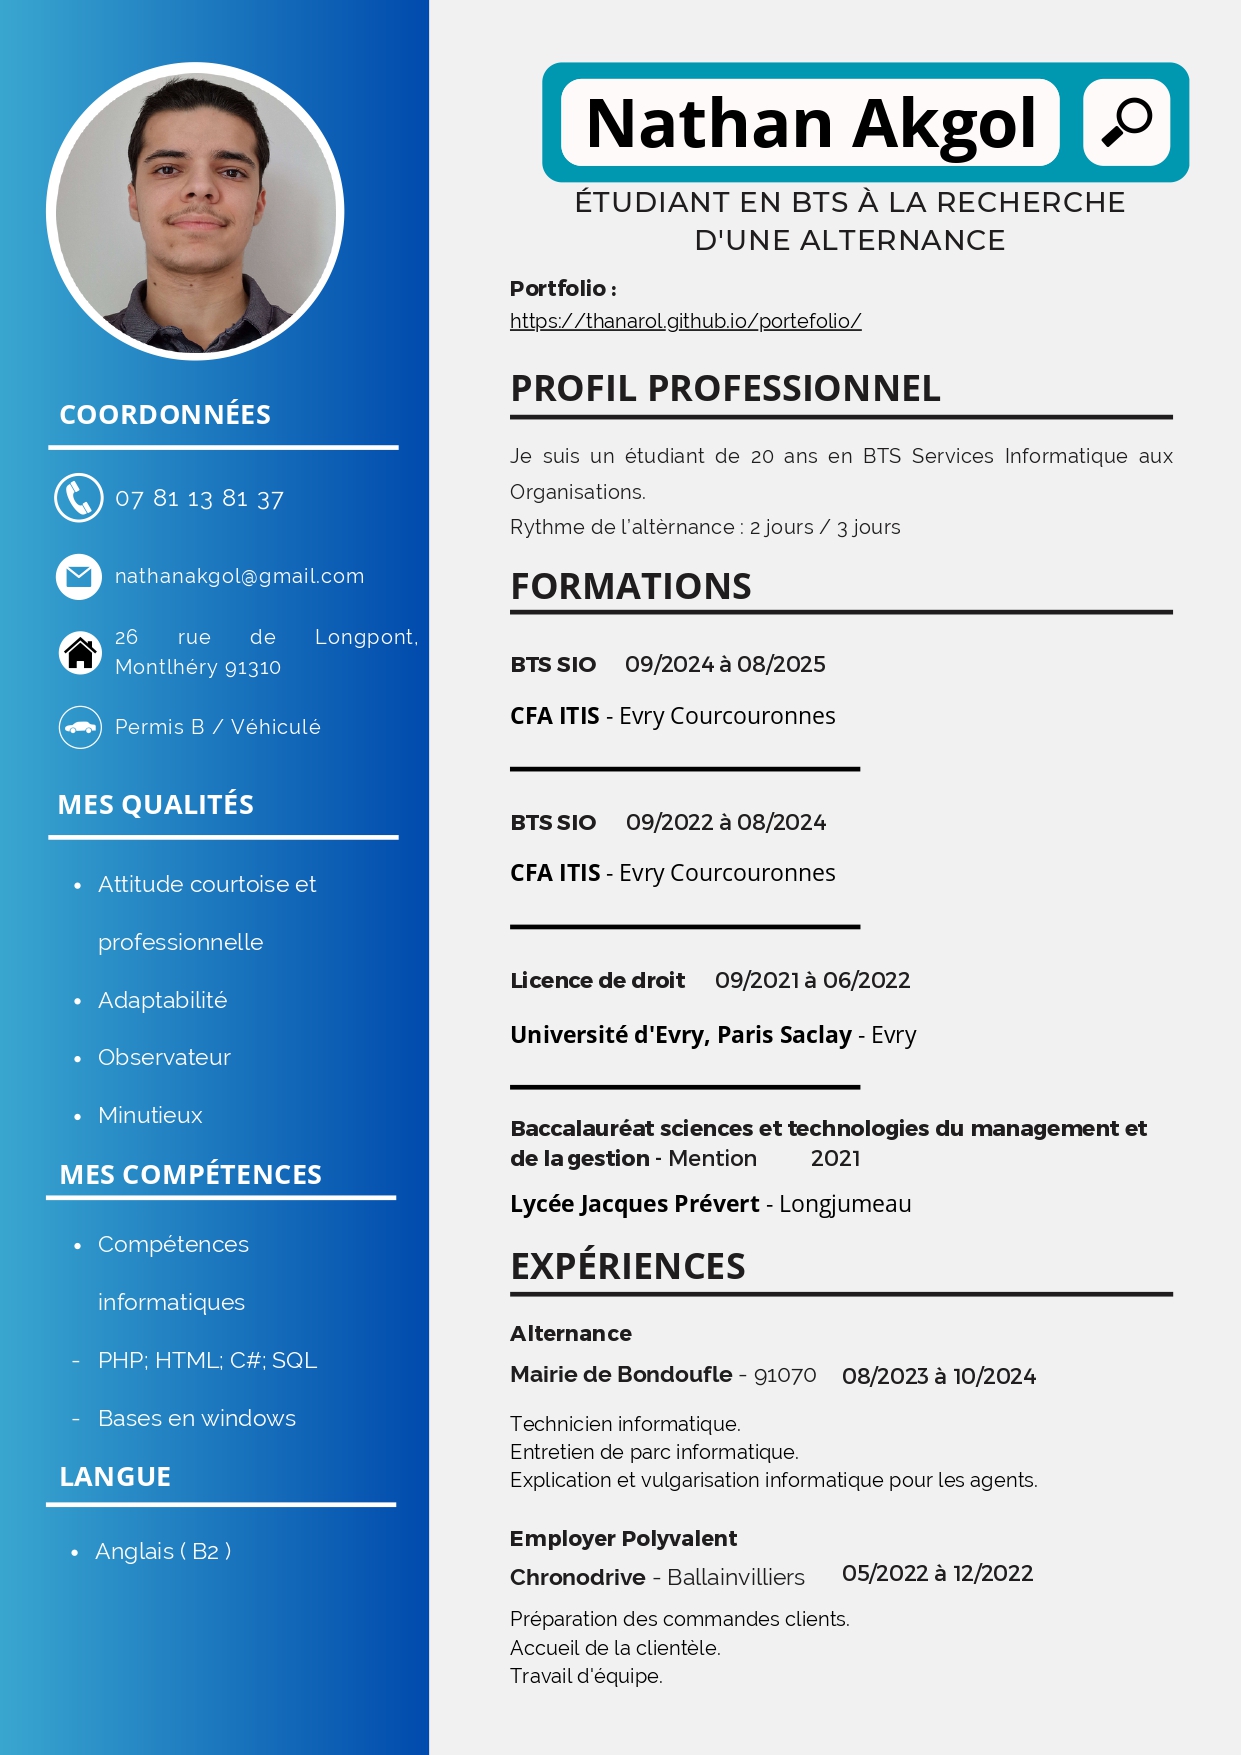 Nathan Akgol
ÉTUDIANT EN BTS À LA RECHERCHE
D'UNE ALTERNANCE
Portfolio :
https://thanarol.github.io/portefolio/
COORDONNÉES
07 81 13 81 37
nathanakgol@gmail.com
26 rue de Longpont,
Montlhéry 91310
Permis B / Véhiculé
MES QUALITÉS
• Attitude courtoise et
professionnelle
• Adaptabilité
• Observateur
• Minutieux
MES COMPÉTENCES
• Compétences
informatiques
- PHP; HTML; C#; SQL
- Bases en windows
LANGUE
• Anglais ( B2 )
PROFIL PROFESSIONNEL
Je suis un étudiant de 20 ans en BTS Services Informatique aux
Organisations.
Rythme de l'altèrnance : 2 jours / 3 jours
FORMATIONS
BTS SIO 09/2024 à 08/2025
CFA ITIS - Evry Courcouronnes
BTS SIO 09/2022 à 08/2024
CFA ITIS - Evry Courcouronnes
Licence de droit 09/2021 à 06/2022
Université d'Evry, Paris Saclay - Evry
Baccalauréat sciences et technologies du management et
de la gestion - Mention 2021
Lycée Jacques Prévert - Longjumeau
EXPÉRIENCES
Alternance
Mairie de Bondoufle - 91070 08/2023 à 10/2024
Technicien informatique.
Entretien de parc informatique.
Explication et vulgarisation informatique pour les agents.
Employer Polyvalent
Chronodrive - Ballainvilliers 05/2022 à 12/2022
Préparation des commandes clients.
Accueil de la clientèle.
Travail d'équipe.